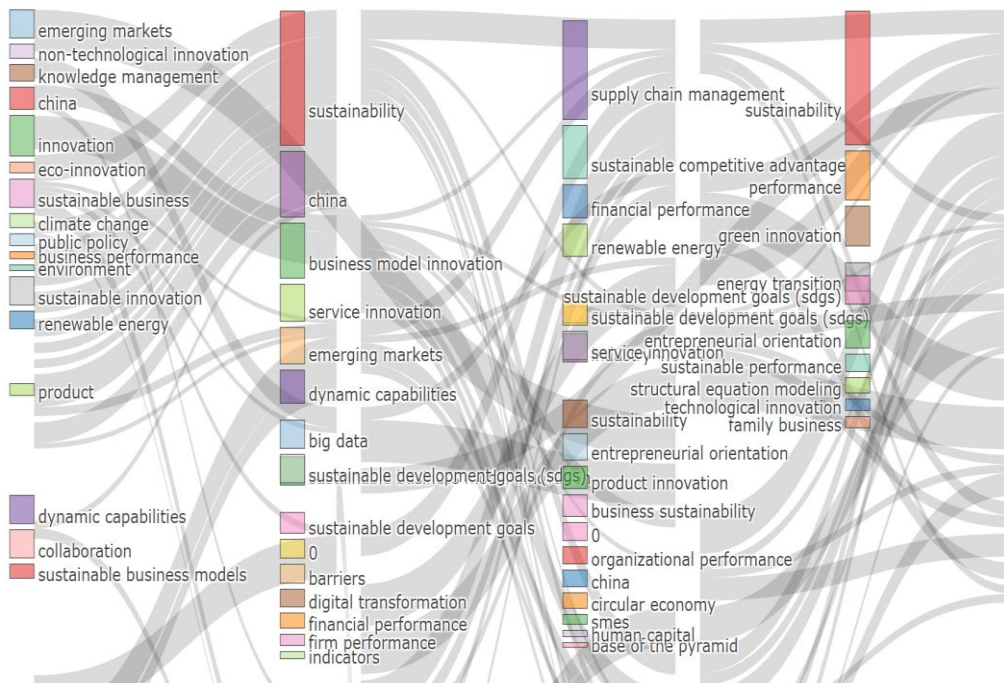 emerging markets
non-technological innovation
knowledge management
china
innovation
eco-innovation
sustainable business
climate change
public policy
business performance
environment
sustainable innovation
renewable energy
product
dynamic capabilities
collaboration
sustainable business models
sustainability
china
business model innovation
service innovation
emerging markets
dynamic capabilities
big data
sustainable development goals (sdgs)
sustainable development goals
0
barriers
digital transformation
financial performance
firm performance
indicators
supply chain management
sustainable competitive advantage
financial performance
renewable energy
sustainable development goals (sdgs)
service innovation
sustainability
entrepreneurial orientation
product innovation
business sustainability
0
organizational performance
china
circular economy
smes
human capital
base of the pyramid
sustainability
performance
green innovation
energy transition
sustainable development goals (sdgs)
entrepreneurial orientation
sustainable performance
structural equation modeling
technological innovation
family business